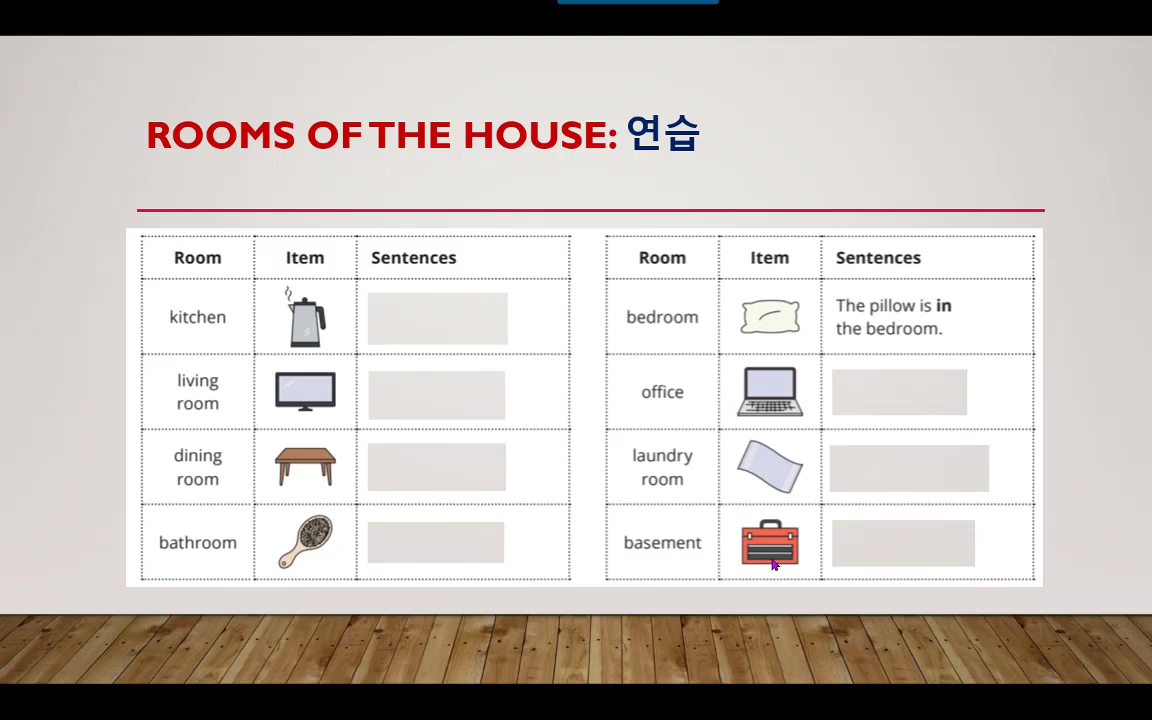 ROOMS OF THE HOUSE: 연습
Room Item Sentences
kitchen
living
room
dining
room
bathroom
Room Item Sentences
bedroom
The pillow is in
the bedroom.
office
laundry
room
basement